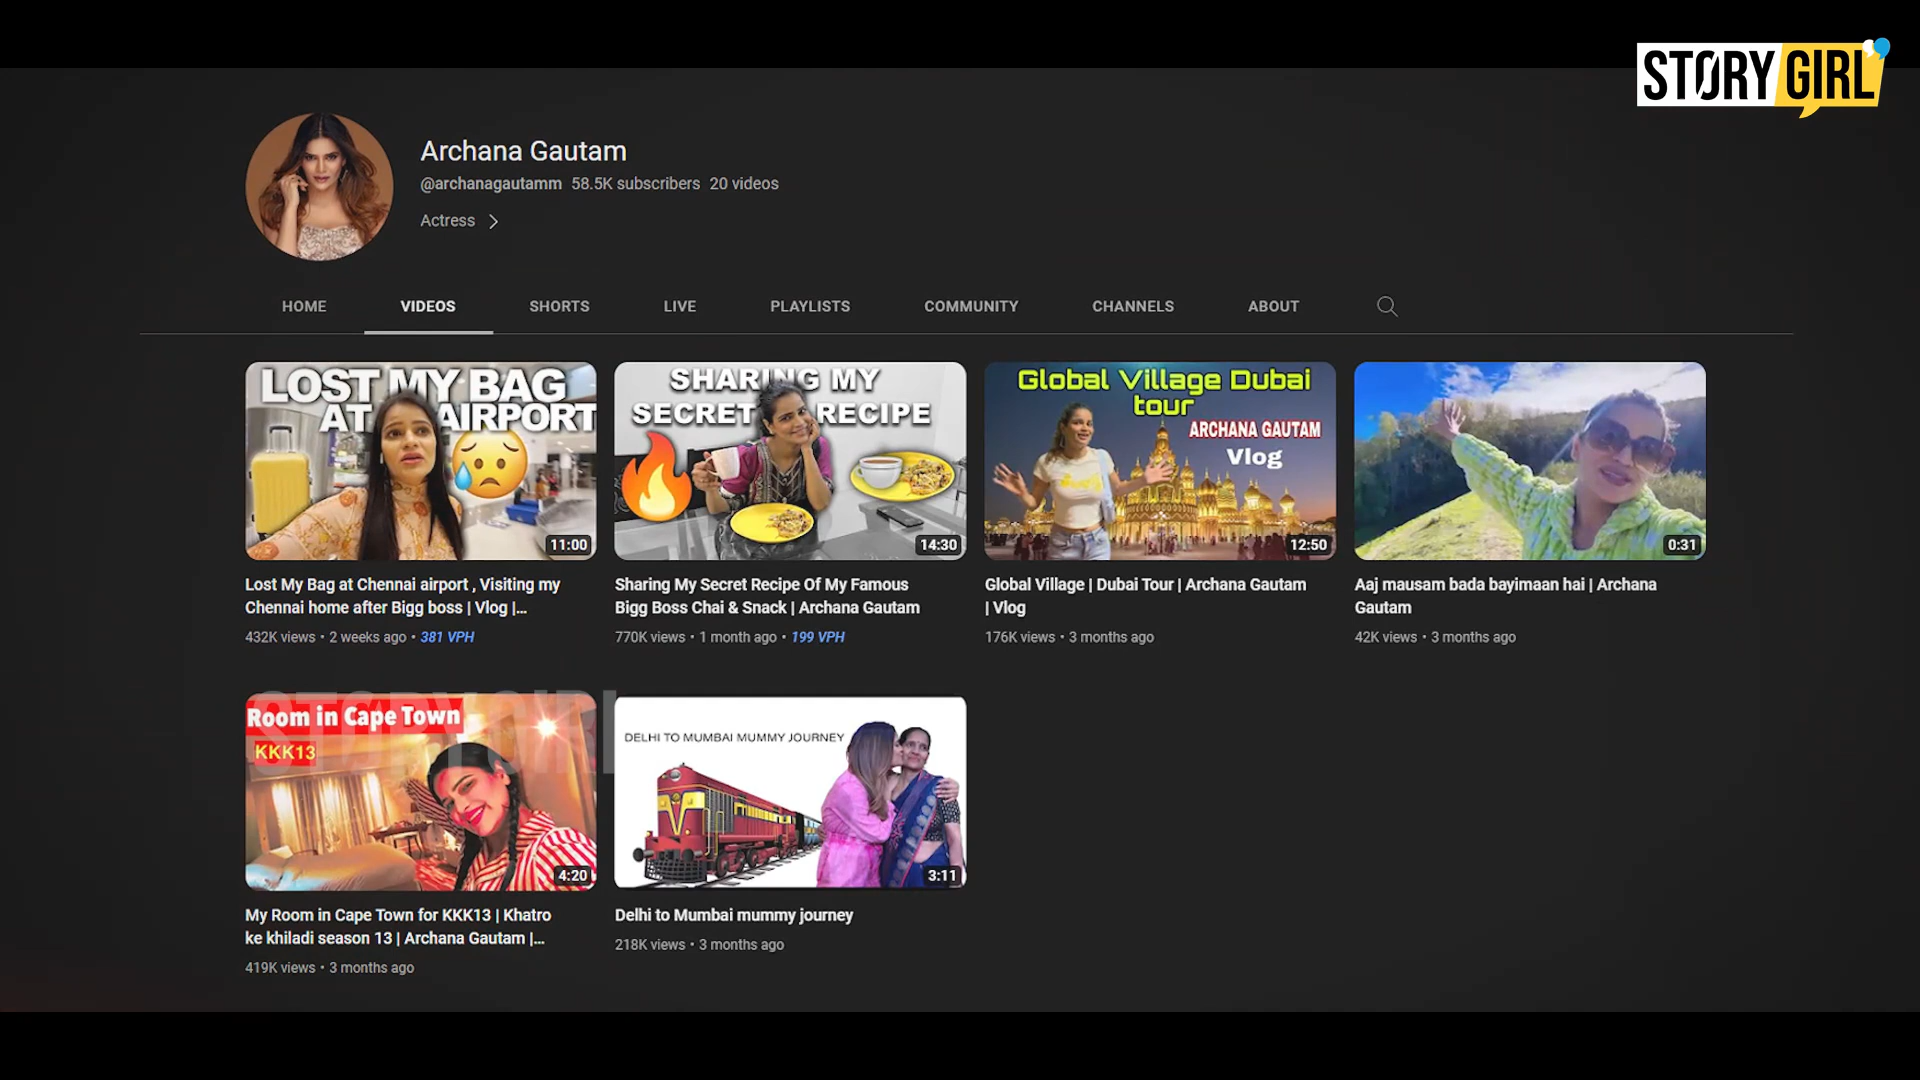 STORY GIRL
Archana Gautam
@archanagautamm 58.5K subscribers 20 videos
Actress
HOME VIDEOS SHORTS LIVE PLAYLISTS COMMUNITY CHANNELS ABOUT
LOST MY BAG
AT AIRPORT
11:00
SHARING MY
SECRET RECIPE
14:30
Global Village Dubai
tour
ARCHANA GAUTAM
Vlog
12:50
0:31
Lost My Bag at Chennai airport , Visiting my
Chennai home after Bigg boss | Vlog |...
432K views • 2 weeks ago • 381 VPH
Sharing My Secret Recipe Of My Famous
Bigg Boss Chai & Snack | Archana Gautam
770K views • 1 month ago • 199 VPH
Global Village | Dubai Tour | Archana Gautam
| Vlog
176K views • 3 months ago
Aaj mausam bada bayimaan hai | Archana
Gautam
42K views • 3 months ago
STORY GIRL
Room in Cape Town
KKK13
4:20
DELHI TO MUMBAI MUMMY JOURNEY
3:11
My Room in Cape Town for KKK13 | Khatro
ke khiladi season 13 | Archana Gautam |...
419K views • 3 months ago
Delhi to Mumbai mummy journey
218K views • 3 months ago